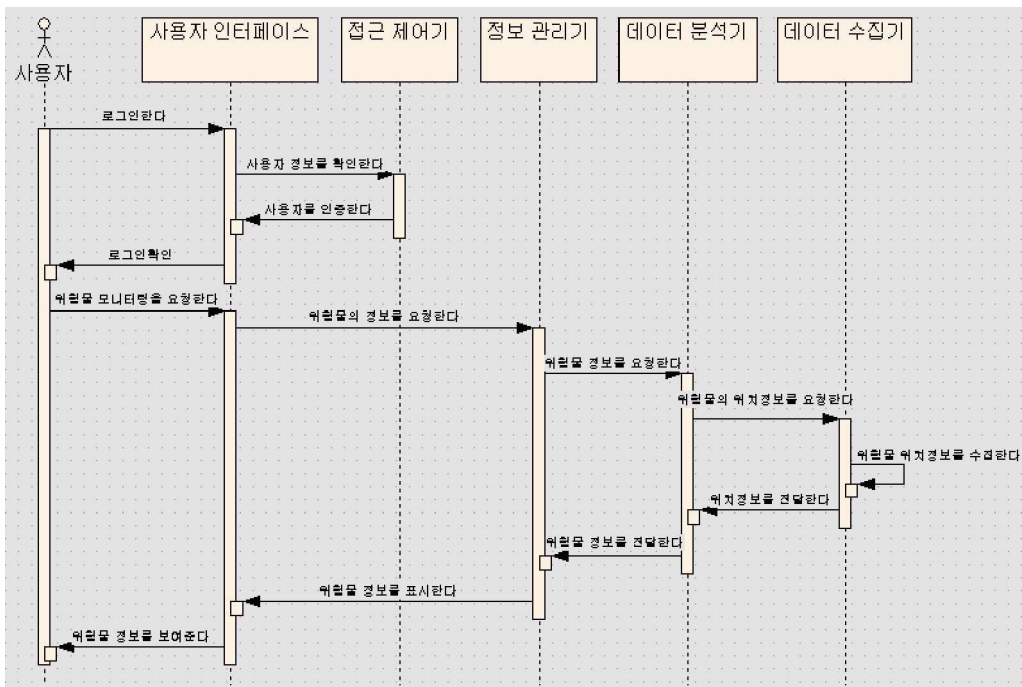 사용자
사용자 인터페이스
접근 제어기
정보 관리기
데이터 분석기
데이터 수집기
로그인한다
사용자 정보를 확인한다
사용자를 인증한다
로그인확인
위험물 모니터링을 요청한다
위험물의 정보를 요청한다
위험물 정보를 요청한다
위험물의 위치정보를 요청한다
위험물 위치정보를 수집한다
위치정보를 전달한다
위험물 정보를 전달한다
위험물 정보를 표시한다
위험물 정보를 보여준다